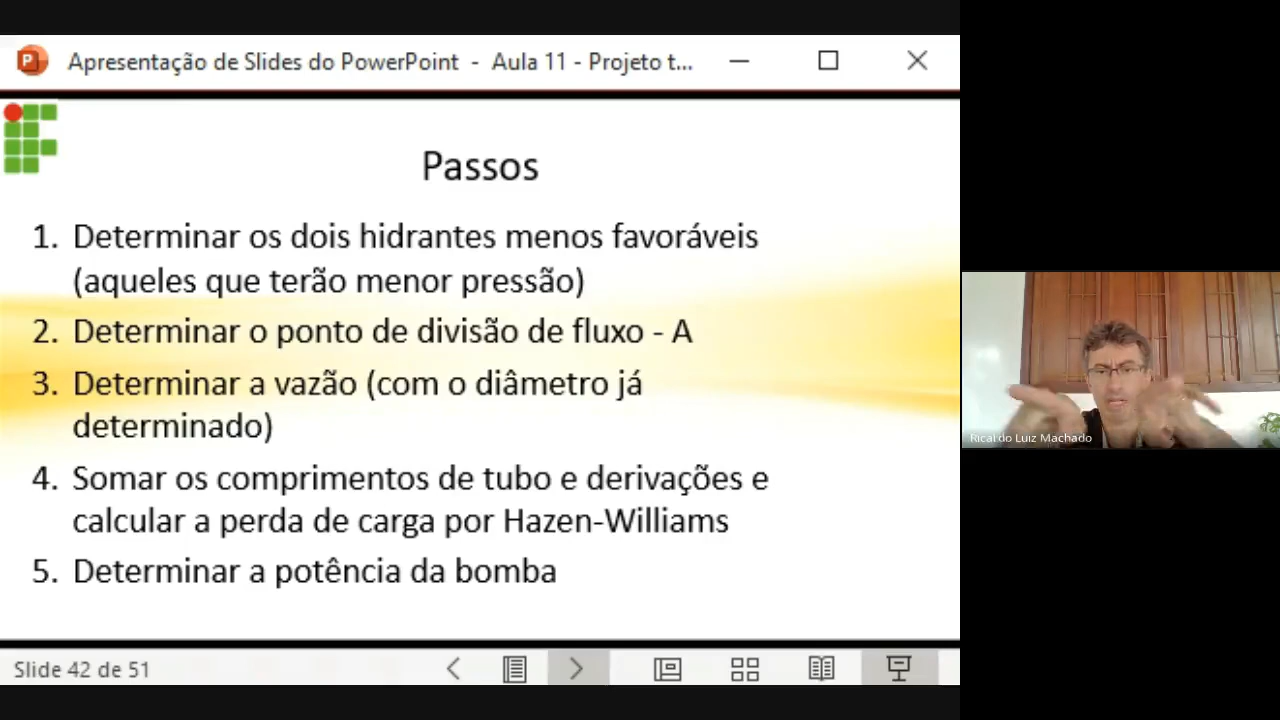 Apresentação de Slides do PowerPoint - Aula 11 - Projeto t...
Passos
1. Determinar os dois hidrantes menos favoráveis
(aqueles que terão menor pressão)
2. Determinar o ponto de divisão de fluxo - A
3. Determinar a vazão (com o diâmetro já
determinado)
4. Somar os comprimentos de tubo e derivações e
calcular a perda de carga por Hazen-Williams
5. Determinar a potência da bomba
Ricardo Luiz Machado
Slide 42 de 51